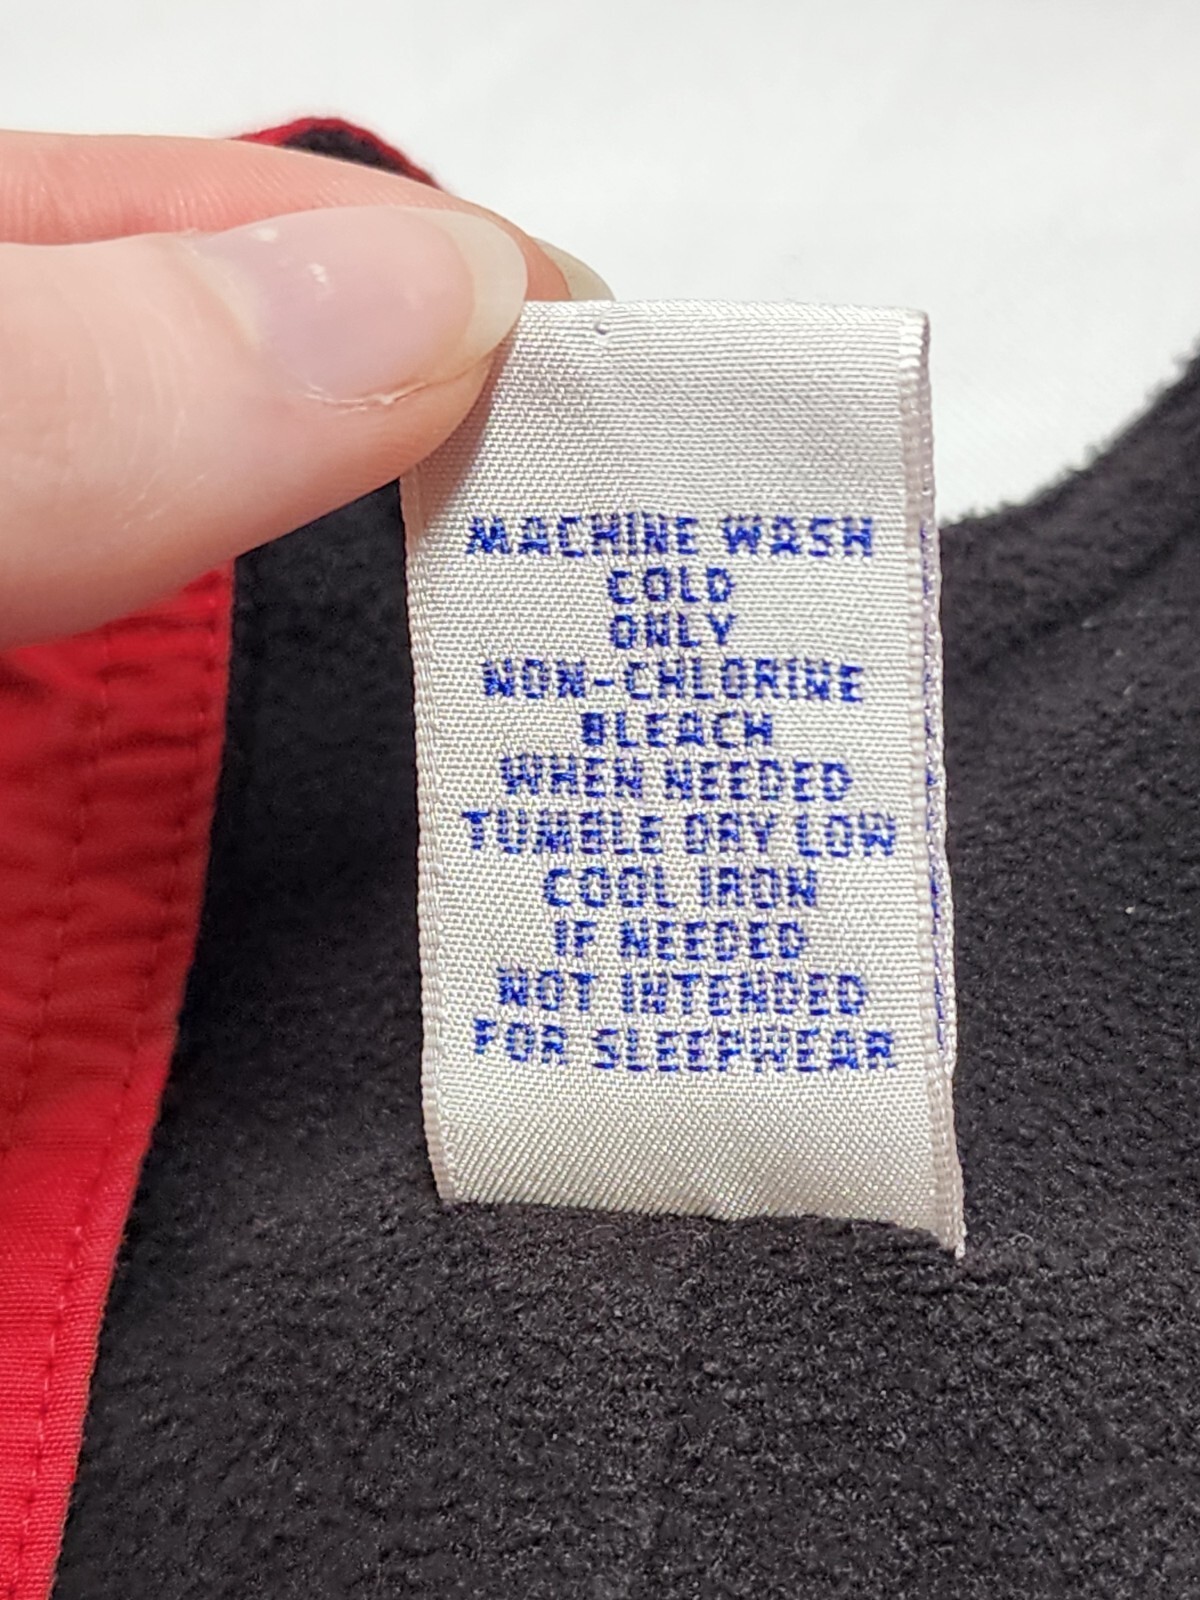 MACHINE WASH
COLD
ONLY
NON-CHLORINE
BLEACH
WHEN NEEDED
TUMBLE DRY LOW
COOL IRON
IF NEEDED
NOT INTENDED
FOR SLEEPWEAR